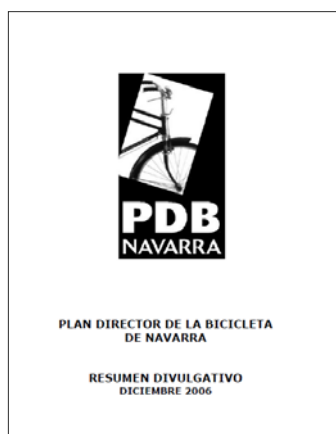 PDB
NAVARRA
PLAN DIRECTOR DE LA BICICLETA
DE NAVARRA
RESUMEN DIVULGATIVO
DICIEMBRE 2006